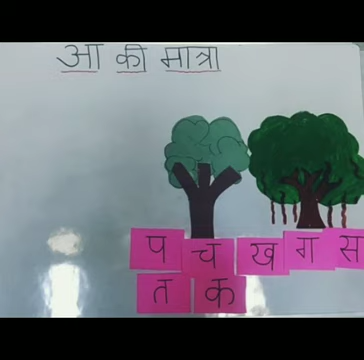 आ की मात्रा
प च ख ग स
त क